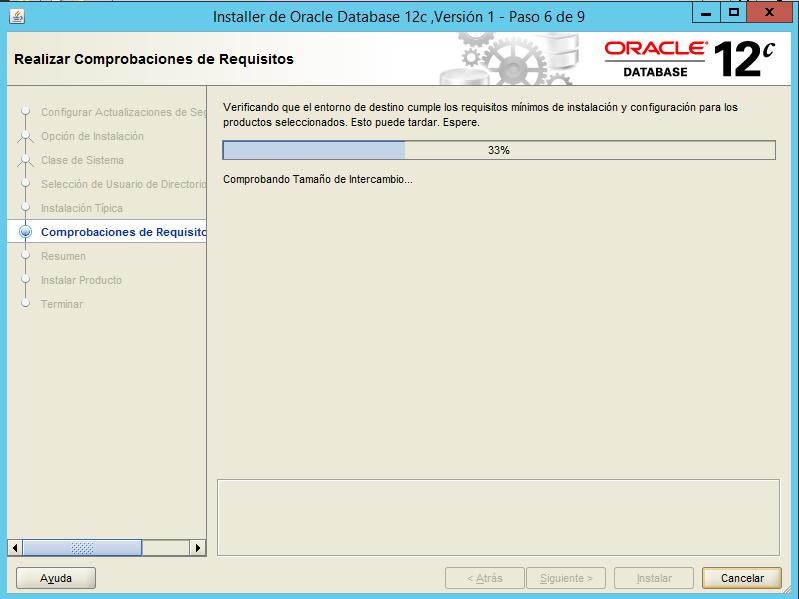 Installer de Oracle Database 12c ,Versión 1 - Paso 6 de 9
Realizar Comprobaciones de Requisitos
ORACLE®
DATABASE
12c
Configurar Actualizaciones de Seg
Opción de Instalación
Clase de Sistema
Selección de Usuario de Directorio
Instalación Típica
Comprobaciones de Requisito
Resumen
Instalar Producto
Terminar
Verificando que el entorno de destino cumple los requisitos mínimos de instalación y configuración para los
productos seleccionados. Esto puede tardar. Espere.
33%
Comprobando Tamaño de Intercambio...
Ayuda
< Atrás
Siguiente >
Instalar
Cancelar